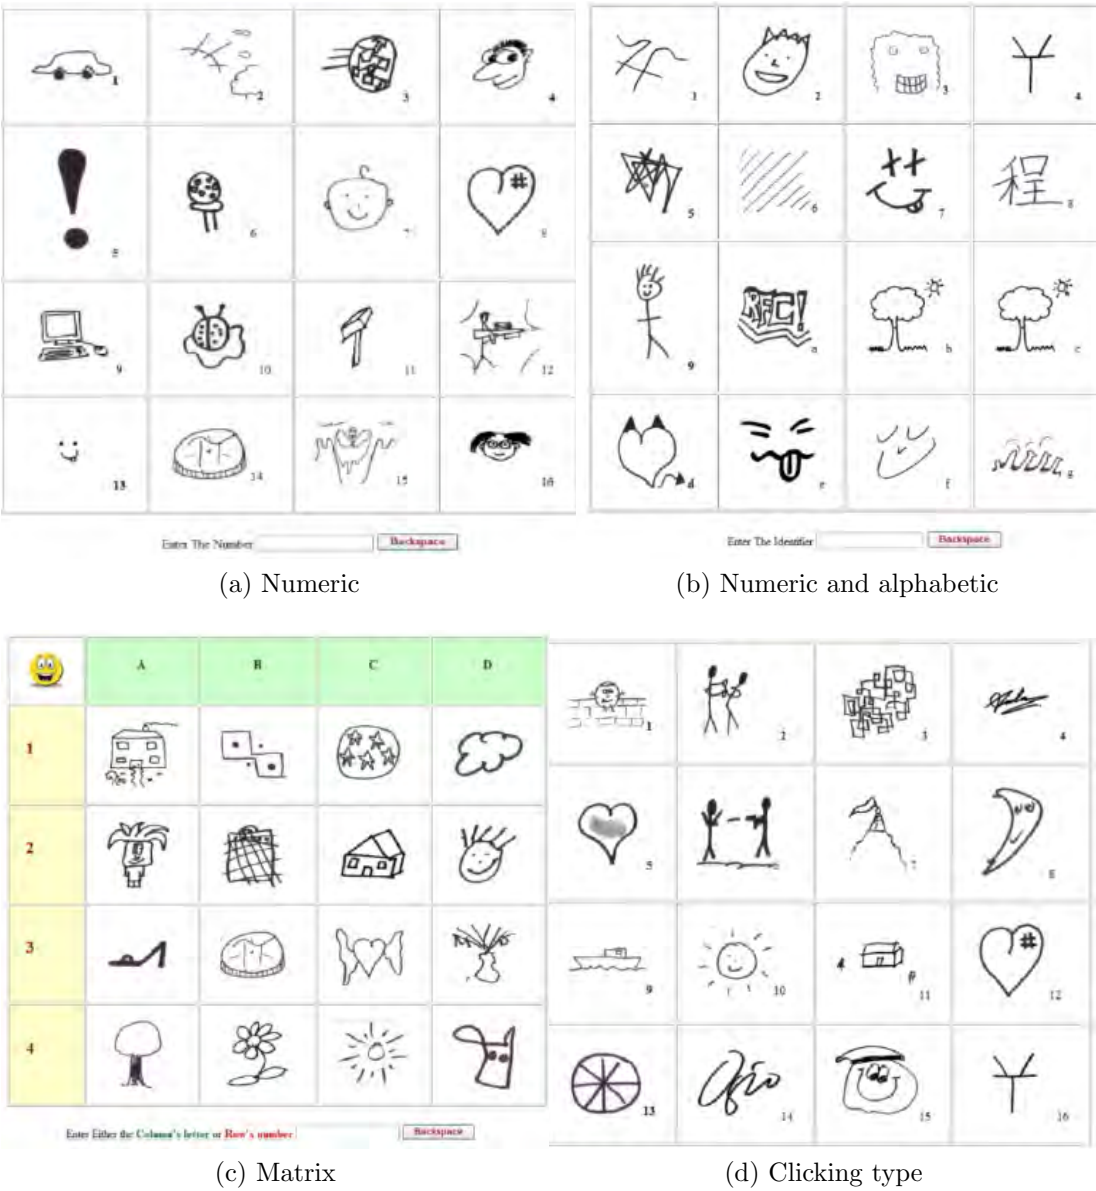 1 2 3 4
5 6 7 8
9 10 11 12
13 14 15 16
Enter The Number Backspace
(a) Numeric
1 2 3 4
5 6 7 程 8
9 RFC! a b c
d e f g
Enter The Identifier Backspace
(b) Numeric and alphabetic
A B C D
1
2
3
4
Enter Either the Column's letter or Row's number Backspace
(c) Matrix
1 2 3 4
5 6 7 8
9 10 11 12
13 14 15 16
(d) Clicking type